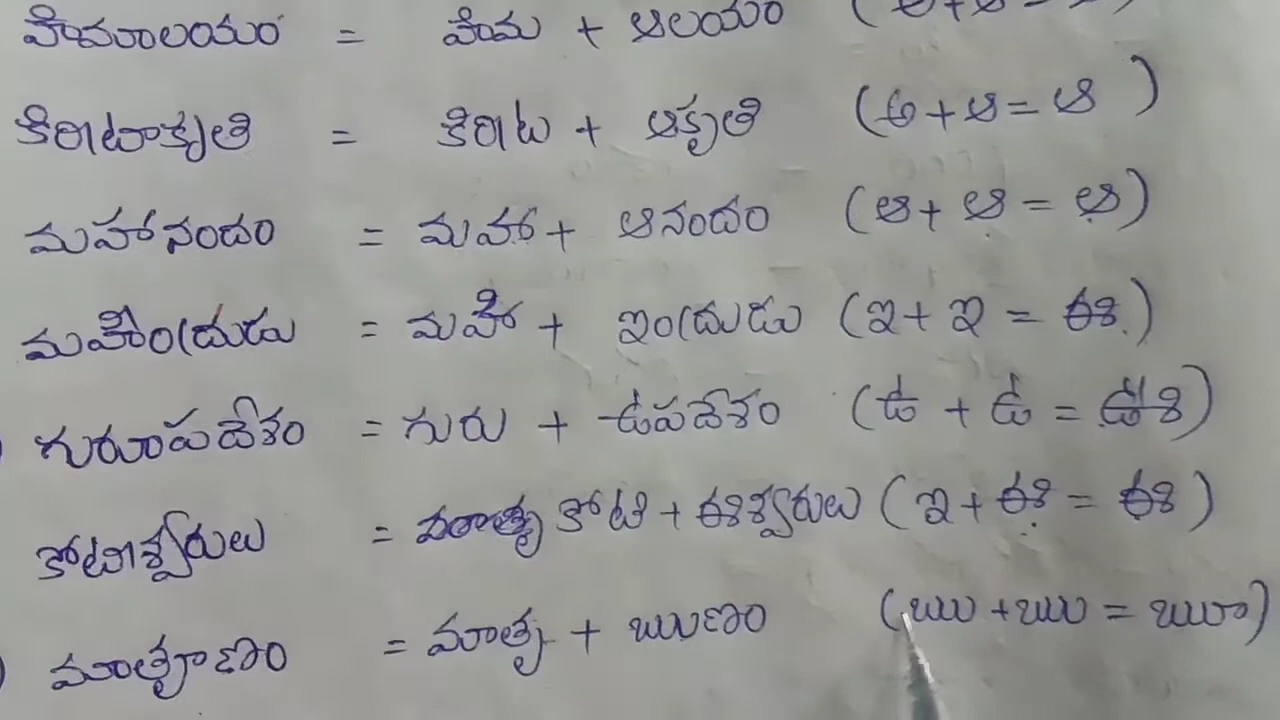 హిమాలయం = హిమ + ఆలయం
కిరీటాకృతి = కిరీట + ఆకృతి (అ + ఆ = ఆ)
మహానందం = మహా + ఆనందం (ఆ + ఆ = ఆ)
మహీంద్రుడు = మహి + ఇంద్రుడు (ఇ + ఇ = ఈ)
గురూపదేశం = గురు + ఉపదేశం (ఉ + ఉ = ఊ)
కోటీశ్వరులు = కోటి + ఈశ్వరులు (ఇ + ఈ = ఈ)
మాతౄణం = మాతృ + ఋణం (ఋ + ఋ = ౠ)